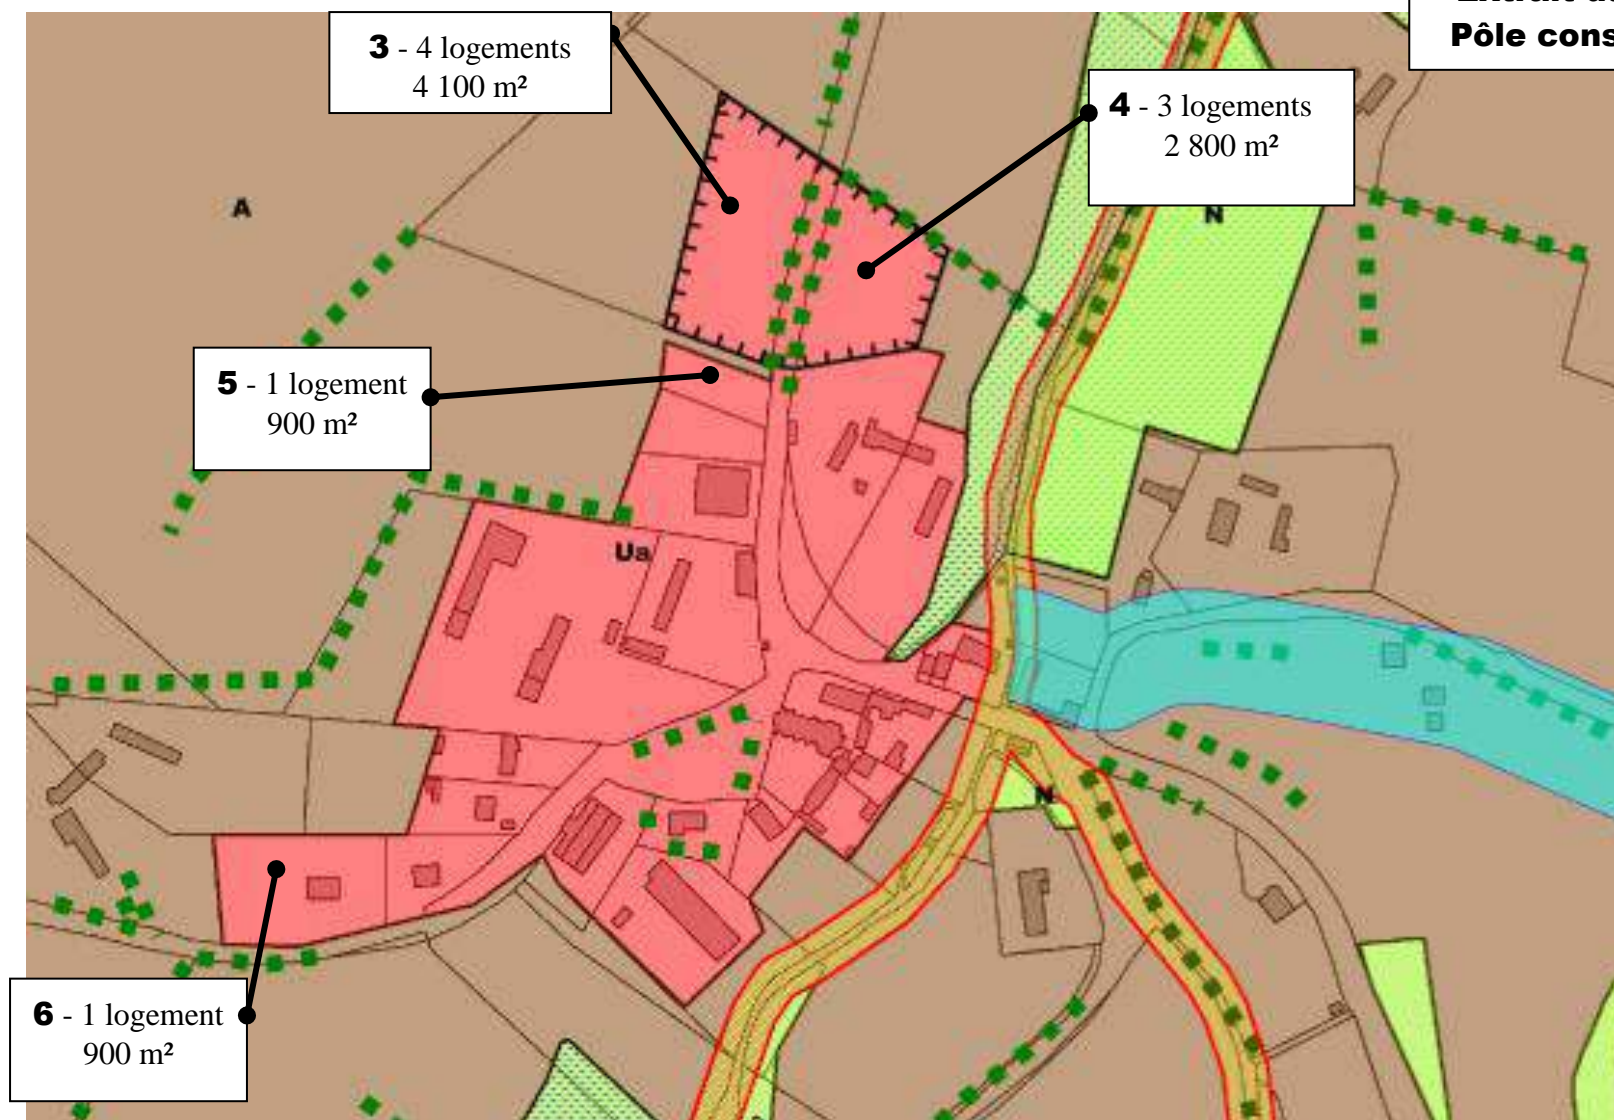 Pôle cons
3 - 4 logements
4 100 m²
4 - 3 logements
2 800 m²
A
N
5 - 1 logement
900 m²
Ua
N
6 - 1 logement
900 m²